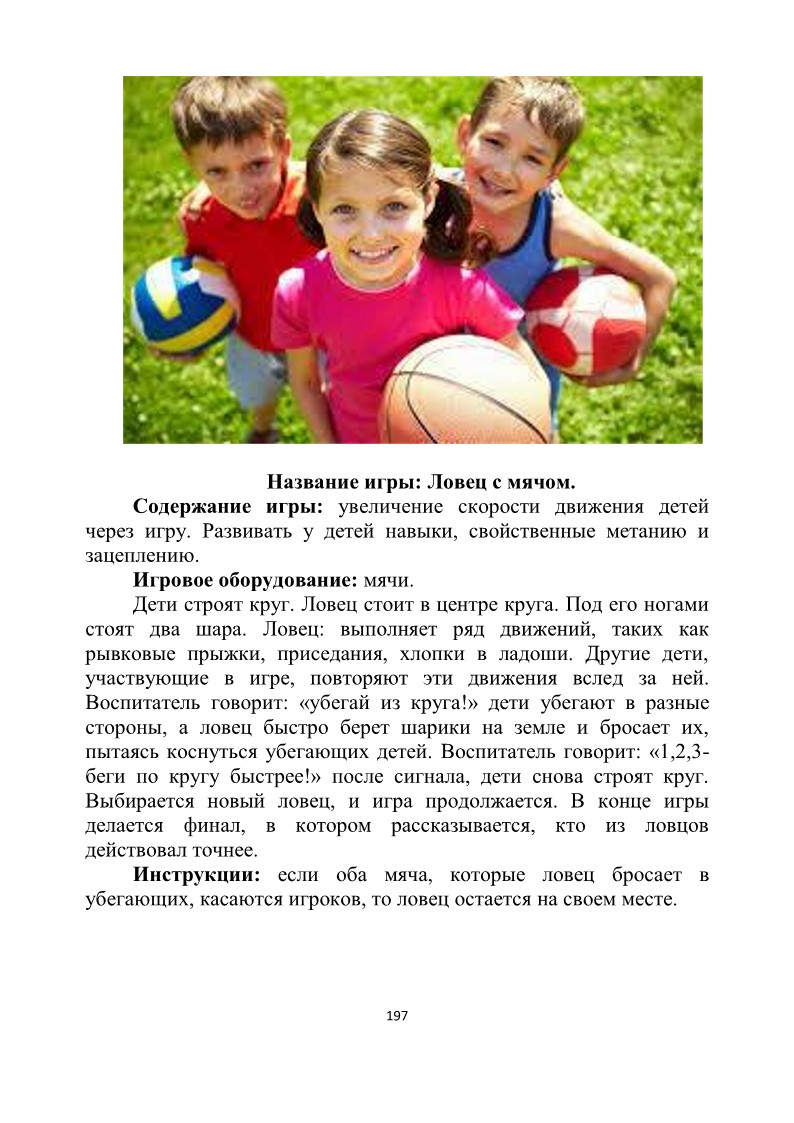 Название игры: Ловец с мячом.
Содержание игры: увеличение скорости движения детей
через игру. Развивать у детей навыки, свойственные метанию и
зацеплению.
Игровое оборудование: мячи.
Дети строят круг. Ловец стоит в центре круга. Под его ногами
стоят два шара. Ловец: выполняет ряд движений, таких как
рывковые прыжки, приседания, хлопки в ладоши. Другие дети,
участвующие в игре, повторяют эти движения вслед за ней.
Воспитатель говорит: «убегай из круга!» дети убегают в разные
стороны, а ловец быстро берет шарики на земле и бросает их,
пытаясь коснуться убегающих детей. Воспитатель говорит: «1,2,3-
беги по кругу быстрее!» после сигнала, дети снова строят круг.
Выбирается новый ловец, и игра продолжается. В конце игры
делается финал, в котором рассказывается, кто из ловцов
действовал точнее.
Инструкции: если оба мяча, которые ловец бросает в
убегающих, касаются игроков, то ловец остается на своем месте.
197